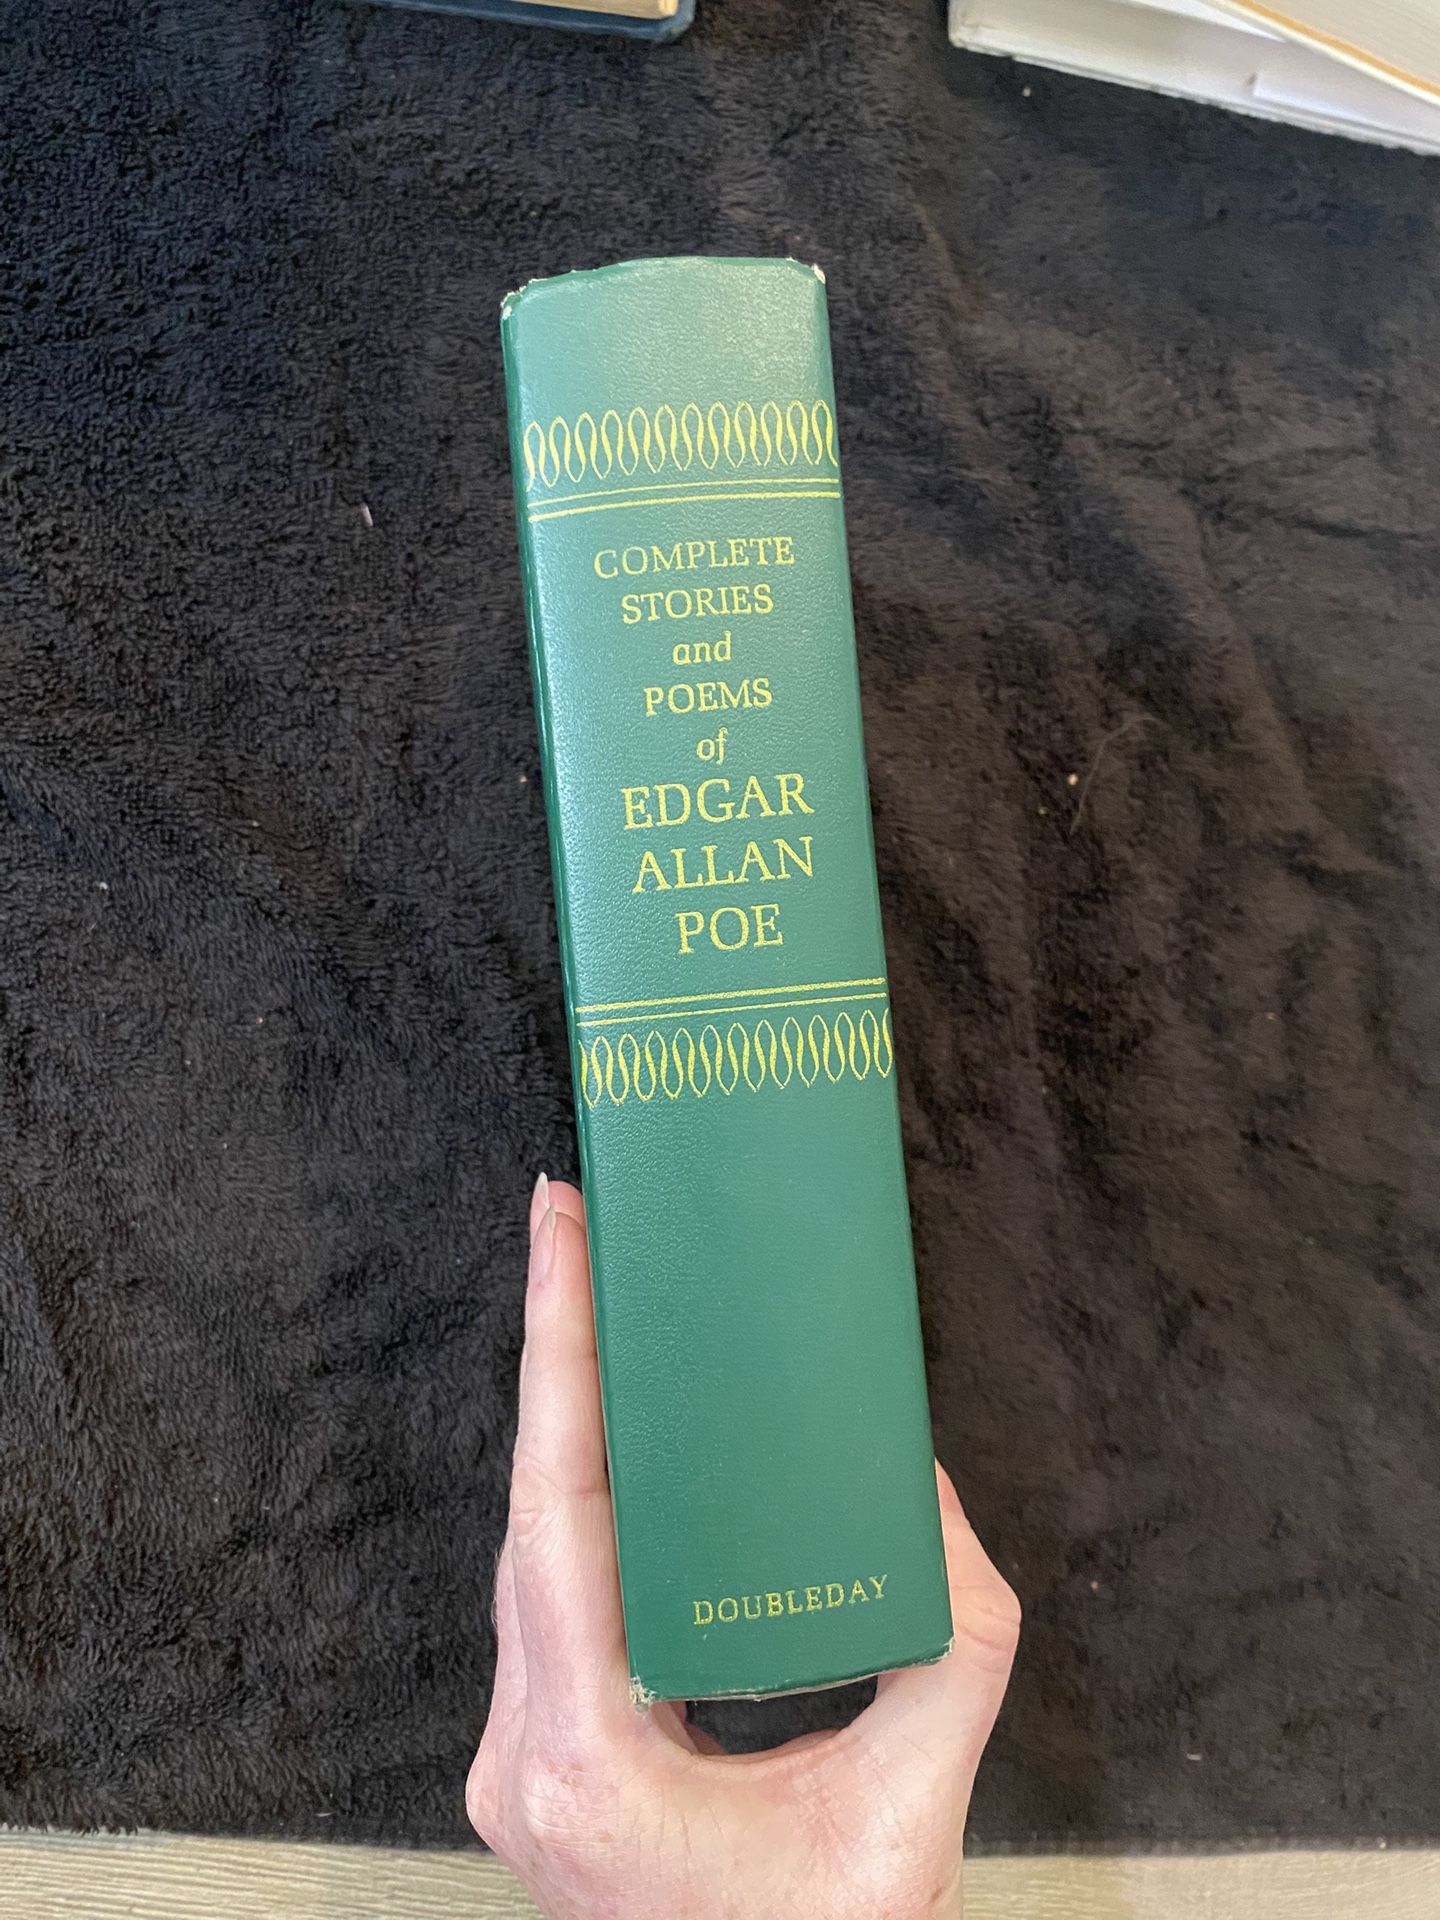 COMPLETE
STORIES
and
POEMS
of
EDGAR
ALLAN
POE
DOUBLEDAY